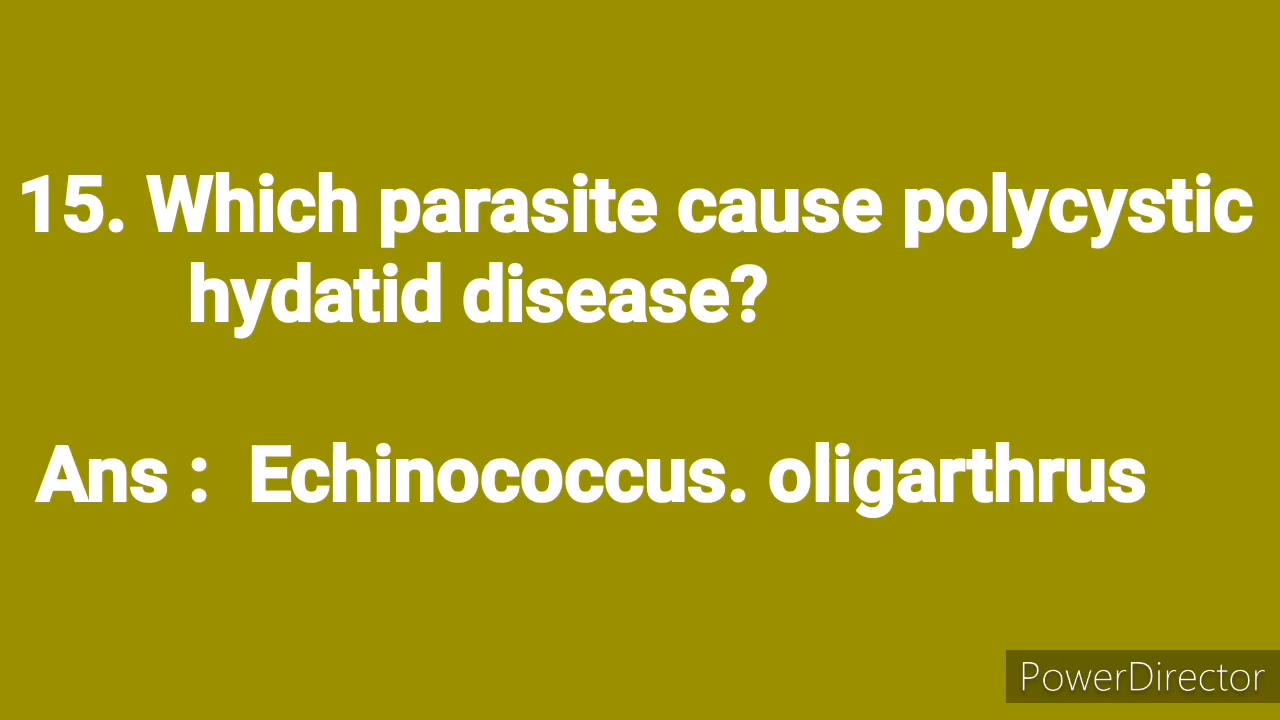 15. Which parasite cause polycystic
hydatid disease?
Ans : Echinococcus. oligarthrus
PowerDirector